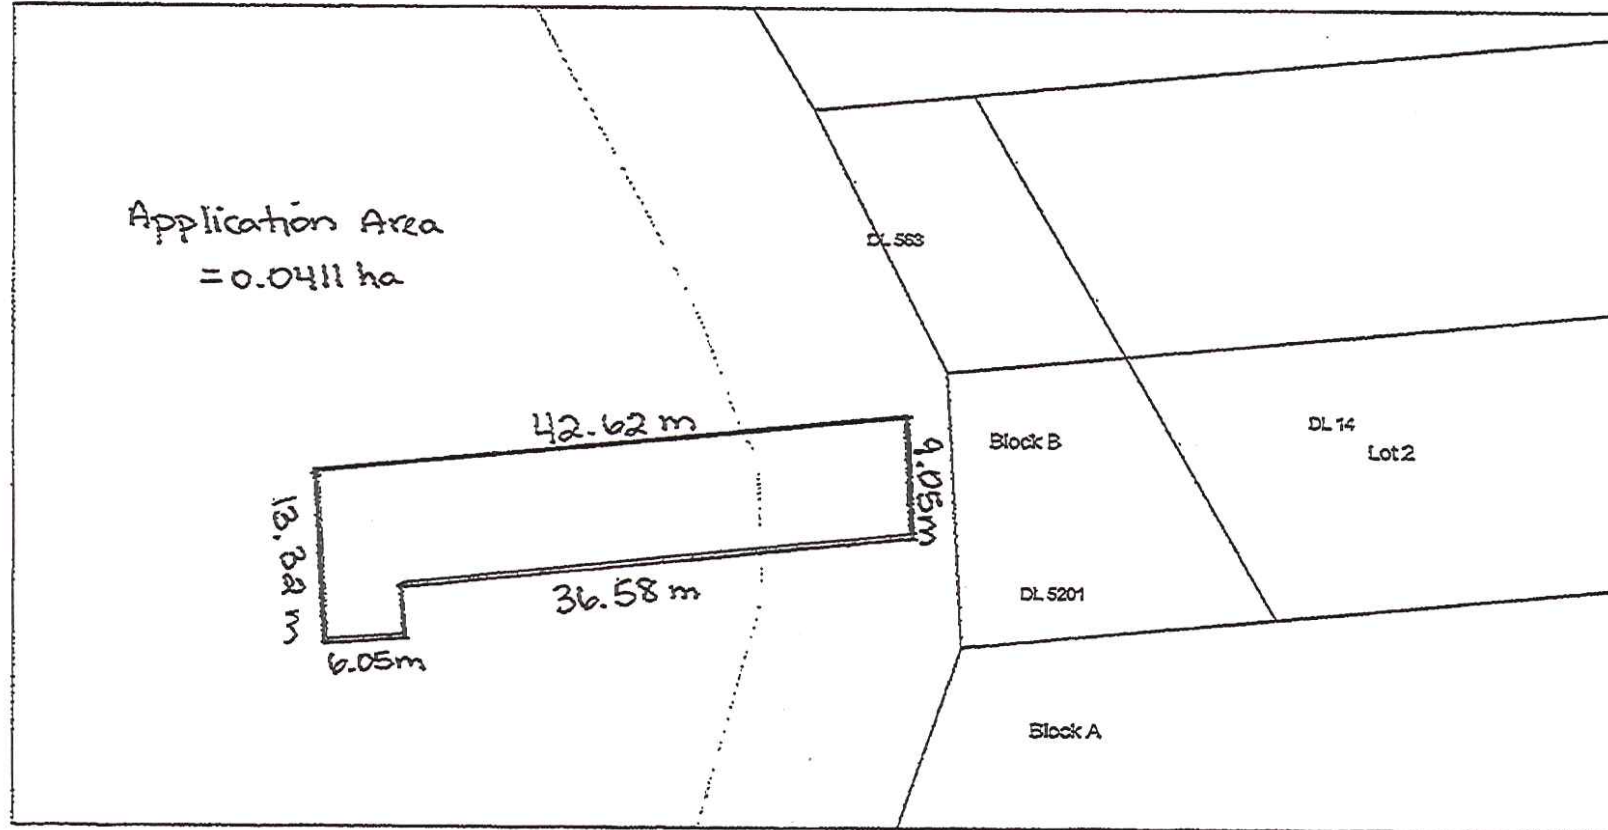 Application Area
= 0.0411 ha
DL 563
42.62 m
9.05m
Block B
DL 14
Lot 2
13.32 m
36.58 m
DL 5201
6.05m
Block A